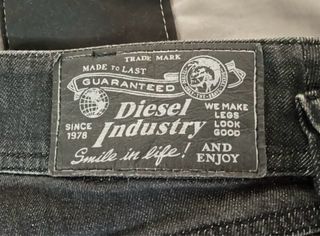 TRADE MARK
MADE TO LAST
GUARANTEED
Diesel
Industry
SINCE
1978
WE MAKE
LEGS
LOOK
GOOD
Smile in life!
AND
ENJOY